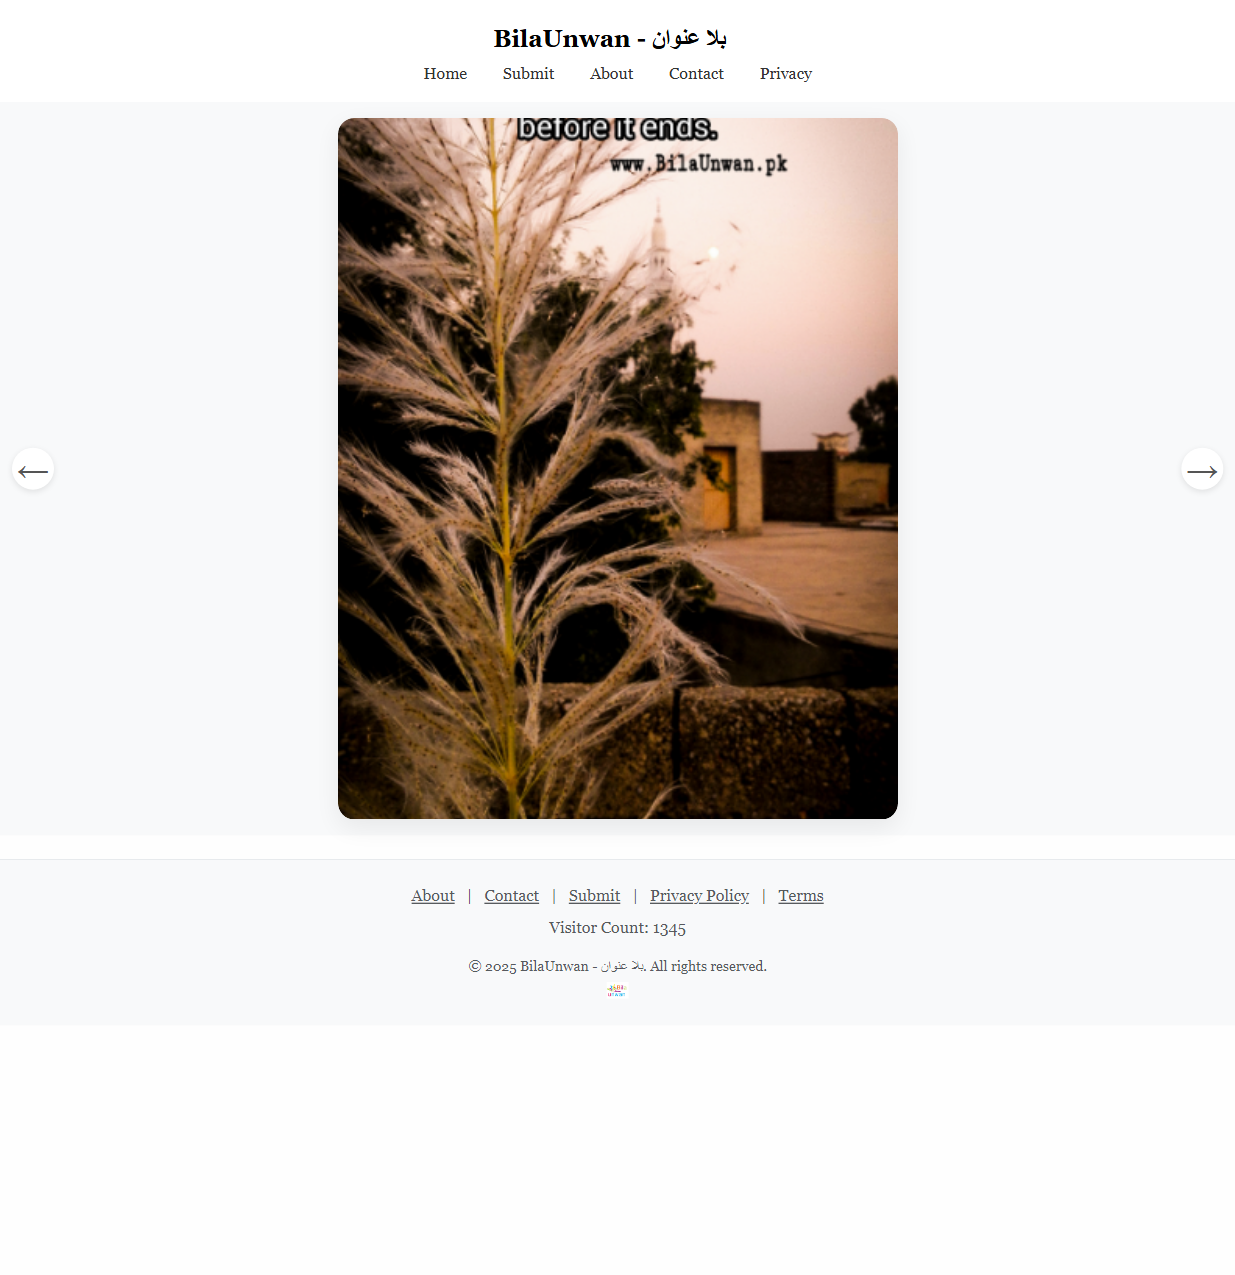 BilaUnwan - بلا عنوان
Home Submit About Contact Privacy
before it ends.
www.BilaUnwan.pk
← →
About | Contact | Submit | Privacy Policy | Terms
Visitor Count: 1345
© 2025 BilaUnwan - بلا عنوان. All rights reserved.